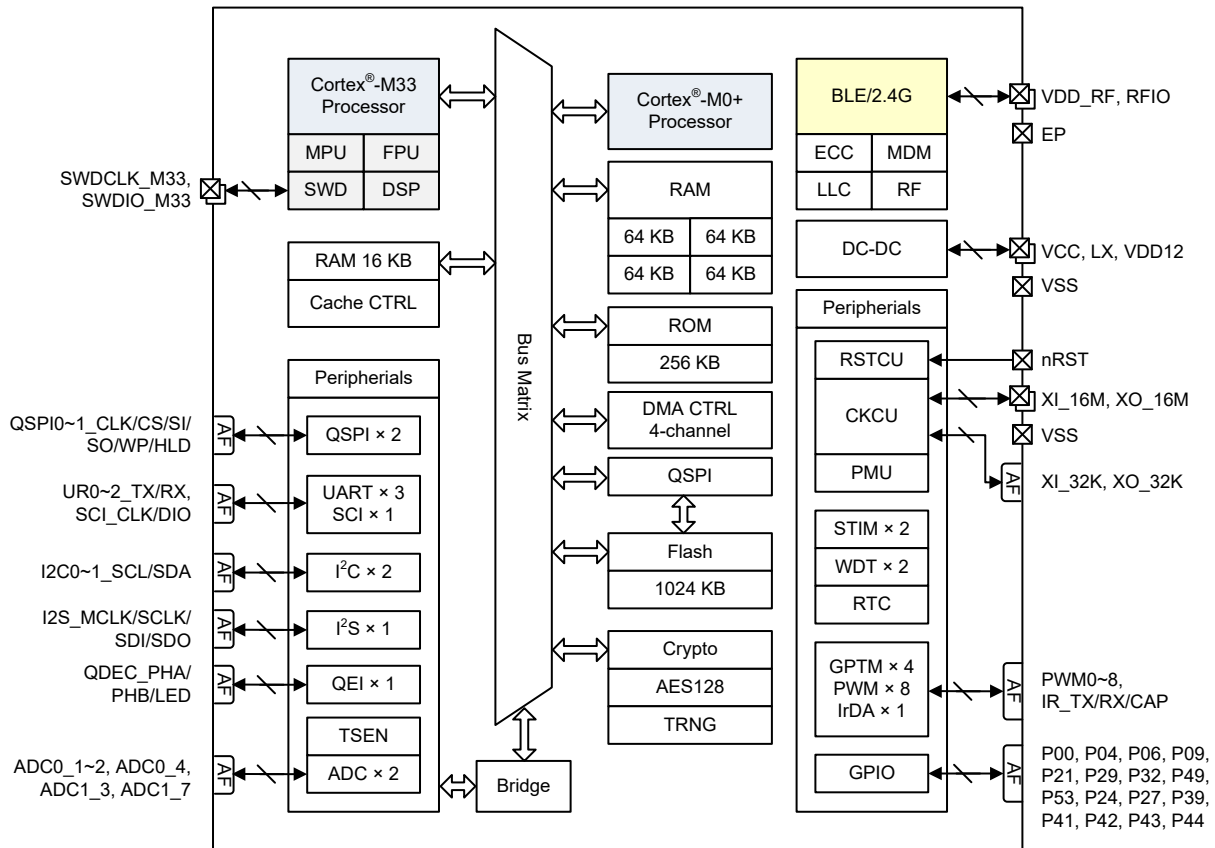 Cortex®-M33
Processor
MPU
FPU
SWD
DSP
SWDCLK_M33,
SWDIO_M33
RAM 16 KB
Cache CTRL
Peripherials
QSPI0~1_CLK/CS/SI/
SO/WP/HLD
AF
QSPI × 2
UR0~2_TX/RX,
SCI_CLK/DIO
AF
UART × 3
SCI × 1
I2C0~1_SCL/SDA
AF
I²C × 2
I2S_MCLK/SCLK/
SDI/SDO
AF
I²S × 1
QDEC_PHA/
PHB/LED
AF
QEI × 1
TSEN
ADC0_1~2, ADC0_4,
ADC1_3, ADC1_7
AF
ADC × 2
Bus Matrix
Bridge
Cortex®-M0+
Processor
RAM
64 KB
64 KB
64 KB
64 KB
ROM
256 KB
DMA CTRL
4-channel
QSPI
Flash
1024 KB
Crypto
AES128
TRNG
BLE/2.4G
ECC
MDM
LLC
RF
VDD_RF, RFIO
EP
DC-DC
VCC, LX, VDD12
VSS
Peripherials
RSTCU
nRST
CKCU
XI_16M, XO_16M
VSS
PMU
AF
XI_32K, XO_32K
STIM × 2
WDT × 2
RTC
GPTM × 4
PWM × 8
IrDA × 1
AF
PWM0~8,
IR_TX/RX/CAP
GPIO
AF
P00, P04, P06, P09,
P21, P29, P32, P49,
P53, P24, P27, P39,
P41, P42, P43, P44